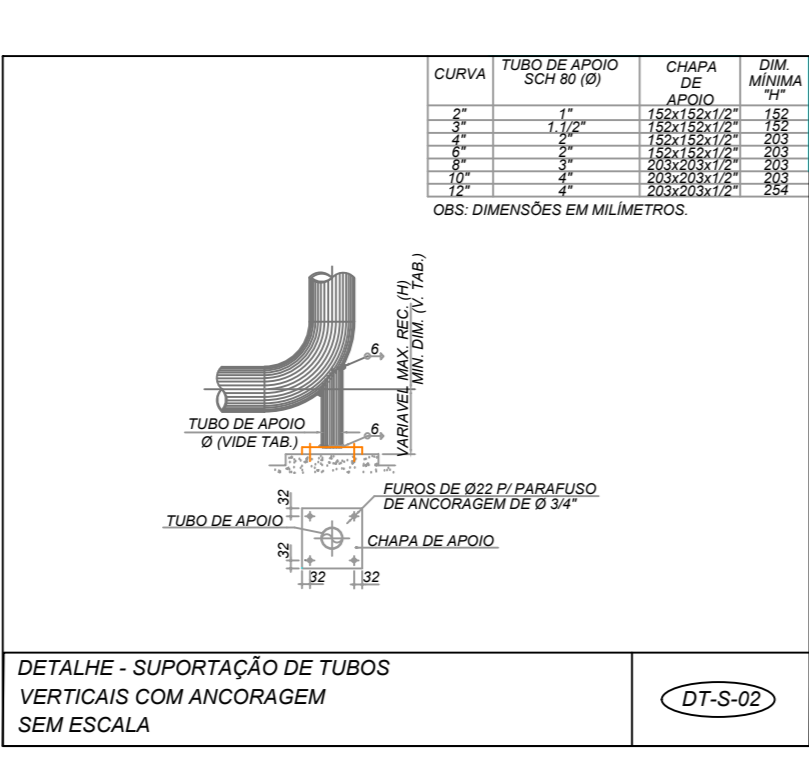 CURVA TUBO DE APOIO SCH 80 (Ø) CHAPA DE APOIO DIM. MÍNIMA "H"
2" 1" 152x152x1/2" 152
3" 1.1/2" 152x152x1/2" 152
4" 2" 152x152x1/2" 203
6" 2" 152x152x1/2" 203
8" 3" 203x203x1/2" 203
10" 4" 203x203x1/2" 203
12" 4" 203x203x1/2" 254
OBS: DIMENSÕES EM MILÍMETROS.
VARIAVEL MAX. REC. (H)
MIN. DIM. (V. TAB.)
6
TUBO DE APOIO
Ø (VIDE TAB.)
6
32
FUROS DE Ø22 P/ PARAFUSO
DE ANCORAGEM DE Ø 3/4"
TUBO DE APOIO
CHAPA DE APOIO
32
32
32
DETALHE - SUPORTAÇÃO DE TUBOS
VERTICAIS COM ANCORAGEM
SEM ESCALA
DT-S-02